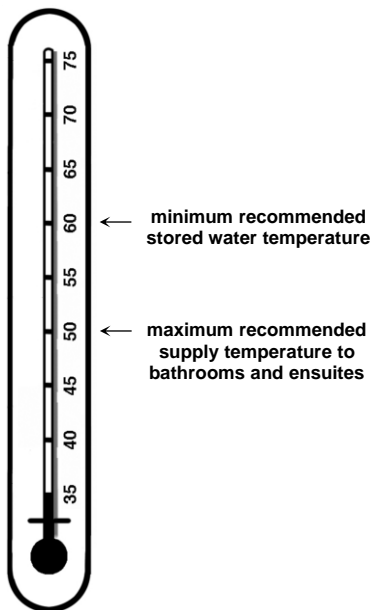 75
70
65
60
minimum recommended
stored water temperature
55
50
maximum recommended
supply temperature to
bathrooms and ensuites
45
40
35